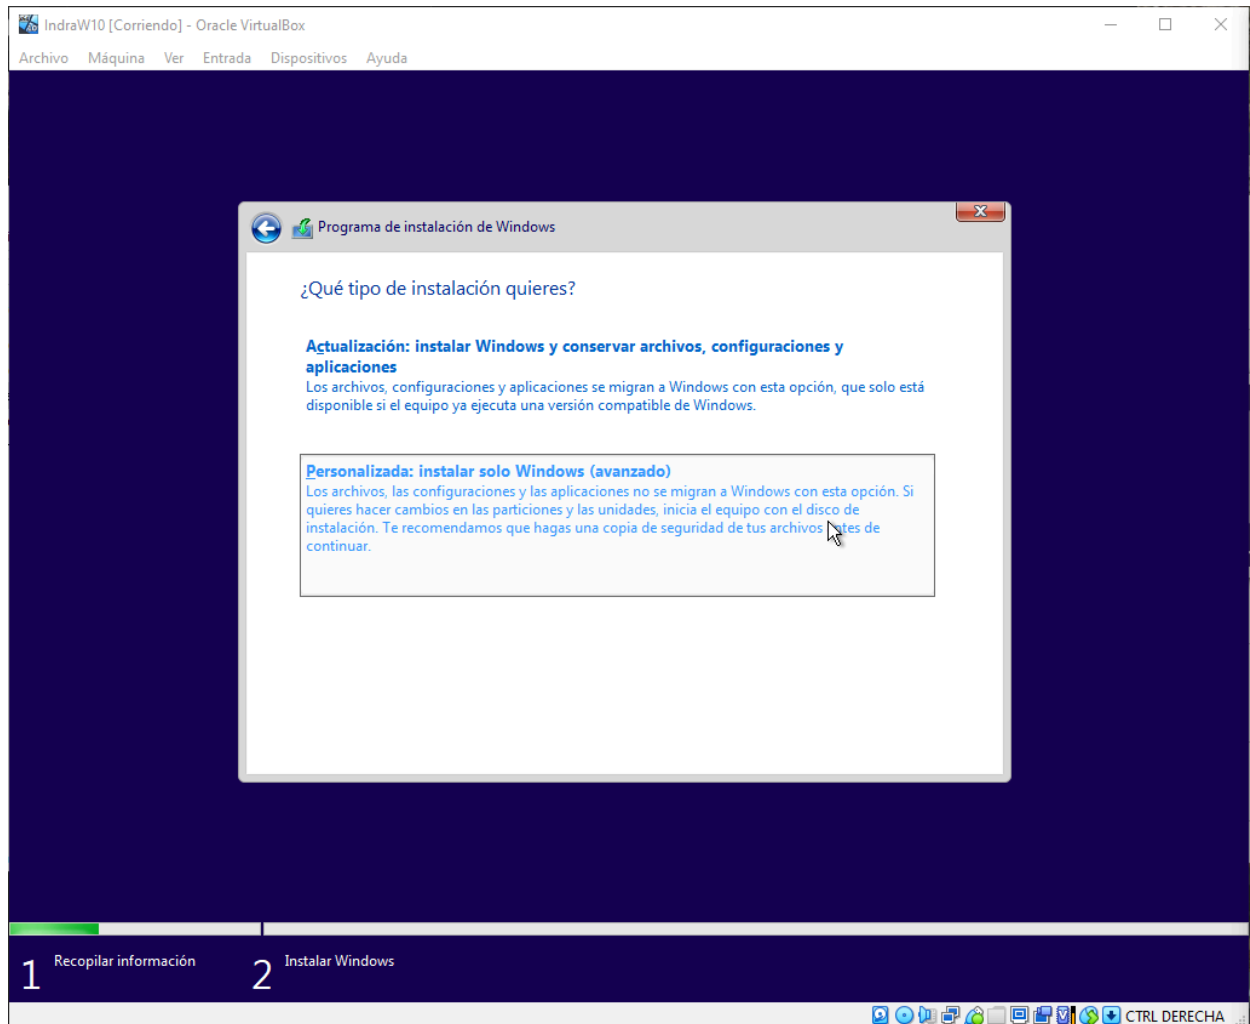 IndraW10 [Corriendo] - Oracle VirtualBox
Archivo Máquina Ver Entrada Dispositivos Ayuda
Programa de instalación de Windows
¿Qué tipo de instalación quieres?
Actualización: instalar Windows y conservar archivos, configuraciones y
aplicaciones
Los archivos, configuraciones y aplicaciones se migran a Windows con esta opción, que solo está
disponible si el equipo ya ejecuta una versión compatible de Windows.
Personalizada: instalar solo Windows (avanzado)
Los archivos, las configuraciones y las aplicaciones no se migran a Windows con esta opción. Si
quieres hacer cambios en las particiones y las unidades, inicia el equipo con el disco de
instalación. Te recomendamos que hagas una copia de seguridad de tus archivos antes de
continuar.
1 Recopilar información 2 Instalar Windows
CTRL DERECHA